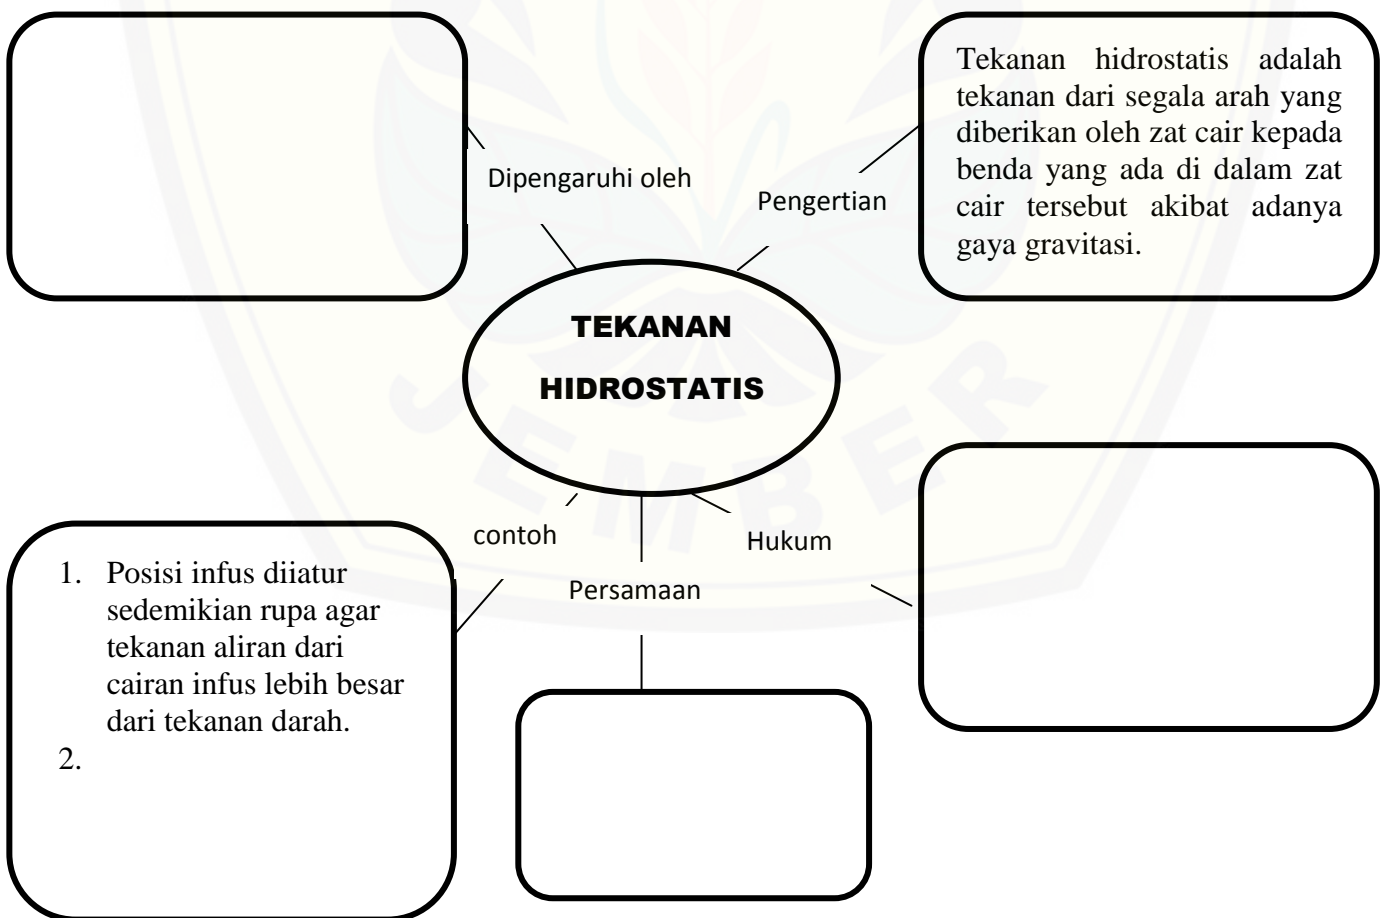 Tekanan hidrostatis adalah
tekanan dari segala arah yang
diberikan oleh zat cair kepada
benda yang ada di dalam zat
cair tersebut akibat adanya
gaya gravitasi.
Dipengaruhi oleh
Pengertian
TEKANAN
HIDROSTATIS
contoh
Hukum
Persamaan
1. Posisi infus diiatur
sedemikian rupa agar
tekanan aliran dari
cairan infus lebih besar
dari tekanan darah.
2.
JEMBER